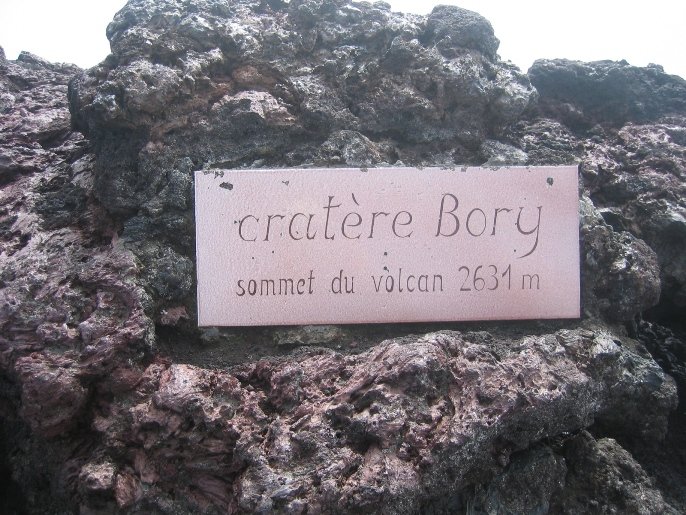 cratère Bory
sommet du volcan 2631 m